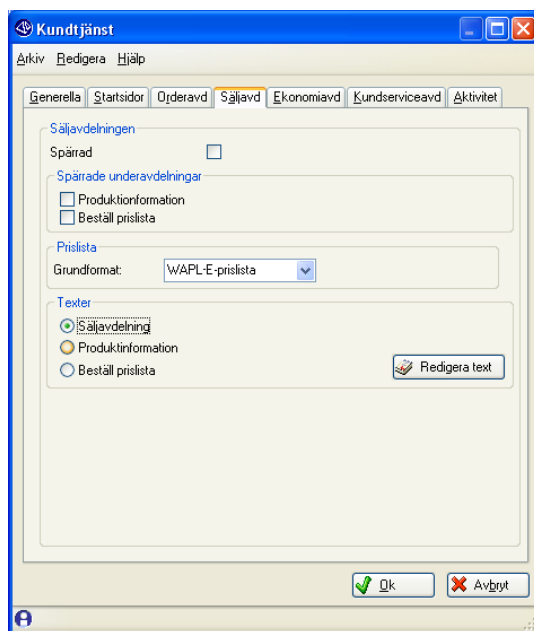 Kundtjänst
Arkiv Redigera Hjälp
Generella Startsidor Orderavd Säljavd Ekonomiavd Kundserviceavd Aktivitet
Säljavdelningen
Spärrad
Spärrade underavdelningar
Produktionformation
Beställ prislista
Prislista
Grundformat: WAPL-E-prislista
Texter
Säljavdelning
Produktinformation
Beställ prislista
Redigera text
Ok Avbryt